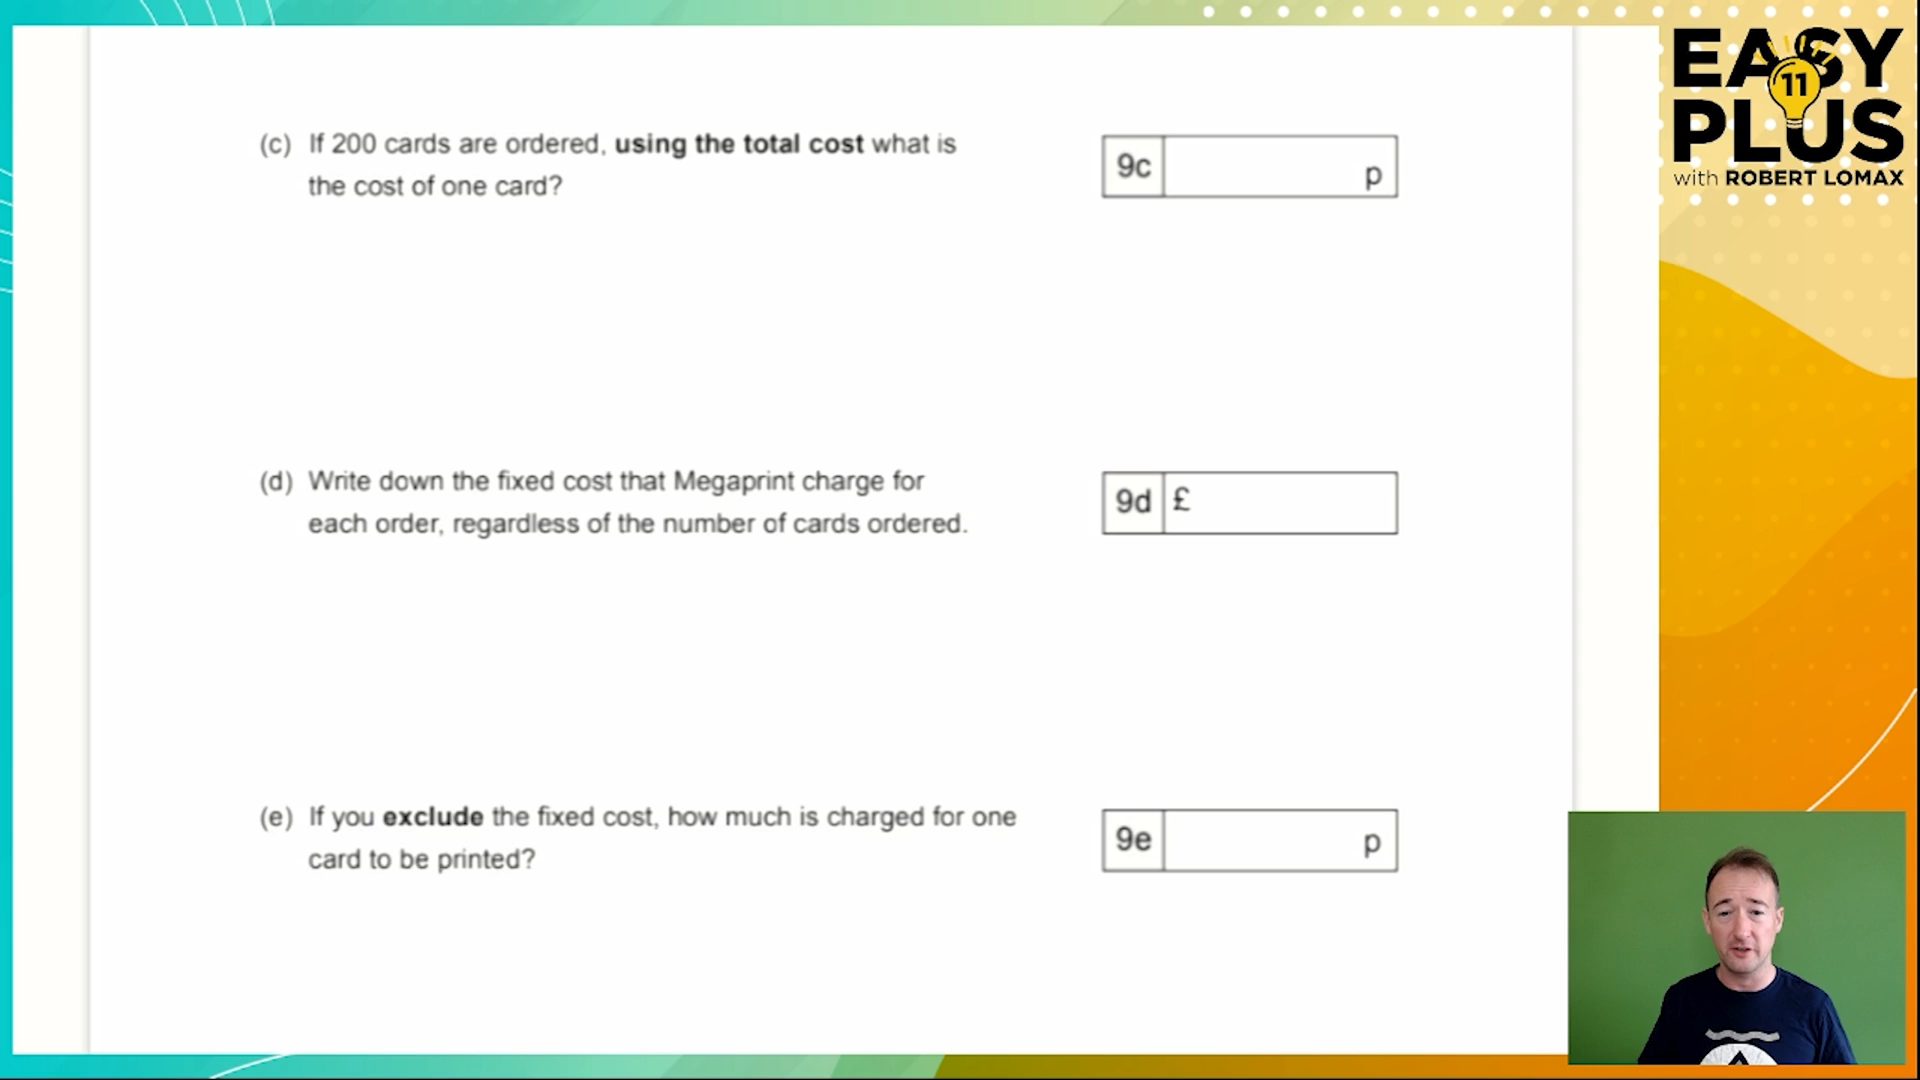 EASY
11
PLUS
with ROBERT LOMAX
(c) If 200 cards are ordered, using the total cost what is
the cost of one card?
9c p
(d) Write down the fixed cost that Megaprint charge for
each order, regardless of the number of cards ordered.
9d £
(e) If you exclude the fixed cost, how much is charged for one
card to be printed?
9e p